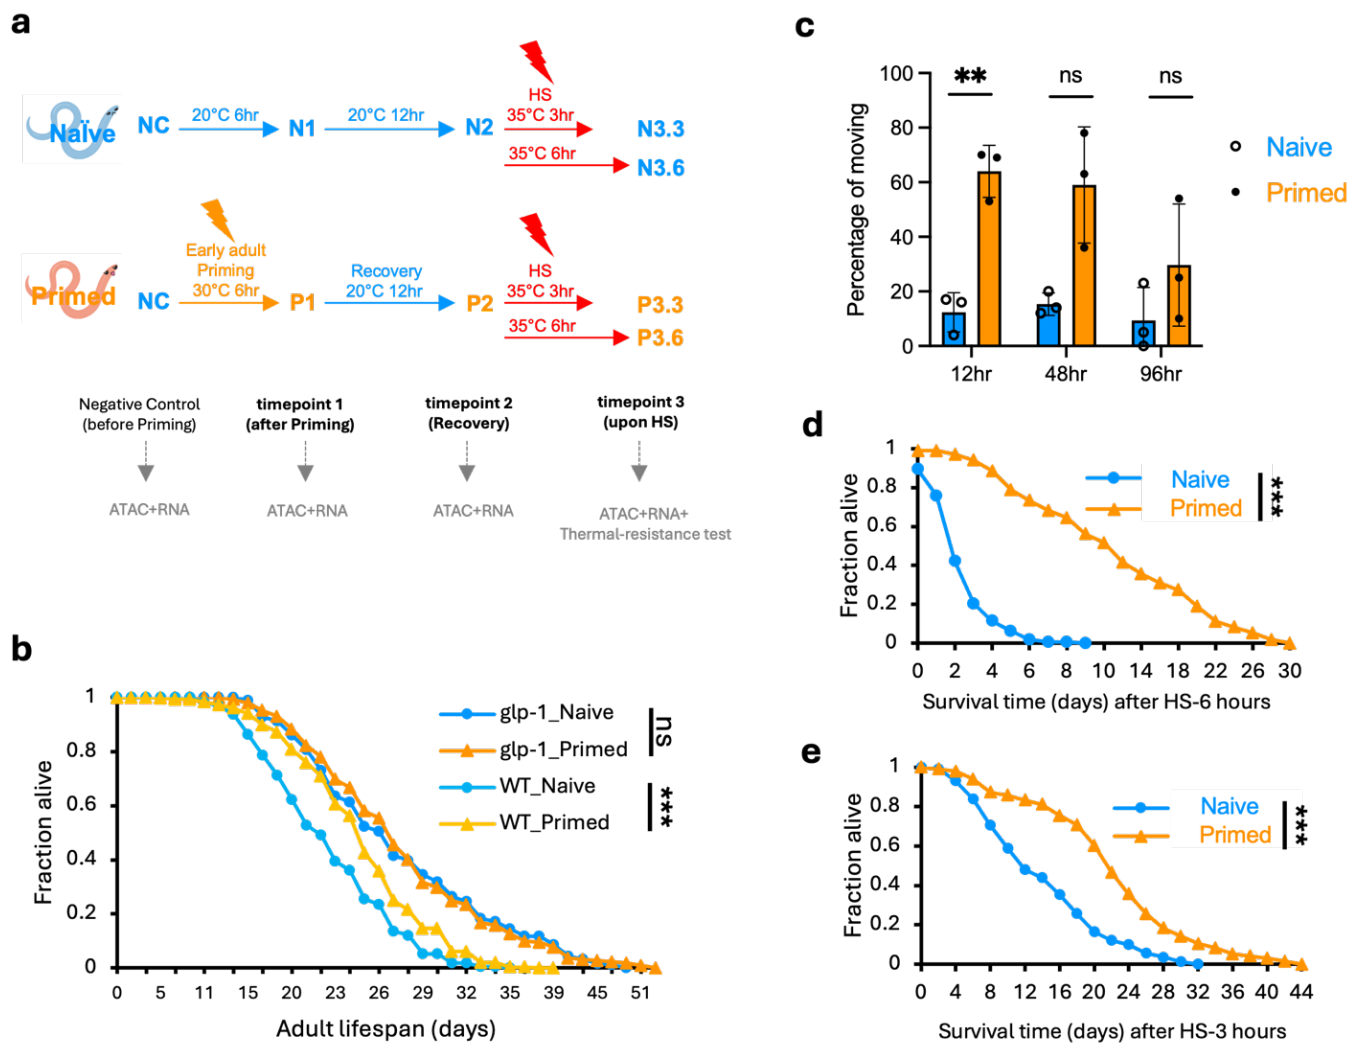 a
NaÏve
NC
20°C 6hr
N1
20°C 12hr
N2
HS
35°C 3hr
N3.3
35°C 6hr
N3.6
Primed
NC
Early adult
Priming
30°C 6hr
P1
Recovery
20°C 12hr
P2
HS
35°C 3hr
P3.3
35°C 6hr
P3.6
Negative Control
(before Priming)
timepoint 1
(after Priming)
timepoint 2
(Recovery)
timepoint 3
(upon HS)
ATAC+RNA
ATAC+RNA
ATAC+RNA
ATAC+RNA+
Thermal-resistance test
b
Fraction alive
1
0.8
0.6
0.4
0.2
0
0 5 11 15 20 23 26 29 32 35 39 45 51
Adult lifespan (days)
glp-1_Naive
glp-1_Primed
ns
WT_Naive
WT_Primed
***
c
Percentage of moving
100
80
60
40
20
0
** ns ns
12hr 48hr 96hr
Naive
Primed
d
Fraction alive
1
0.8
0.6
0.4
0.2
0
0 2 4 6 8 10 14 18 22 26 30
Survival time (days) after HS-6 hours
Naive
Primed
***
e
Fraction alive
1
0.8
0.6
0.4
0.2
0
0 4 8 12 16 20 24 28 32 36 40 44
Survival time (days) after HS-3 hours
Naive
Primed
***